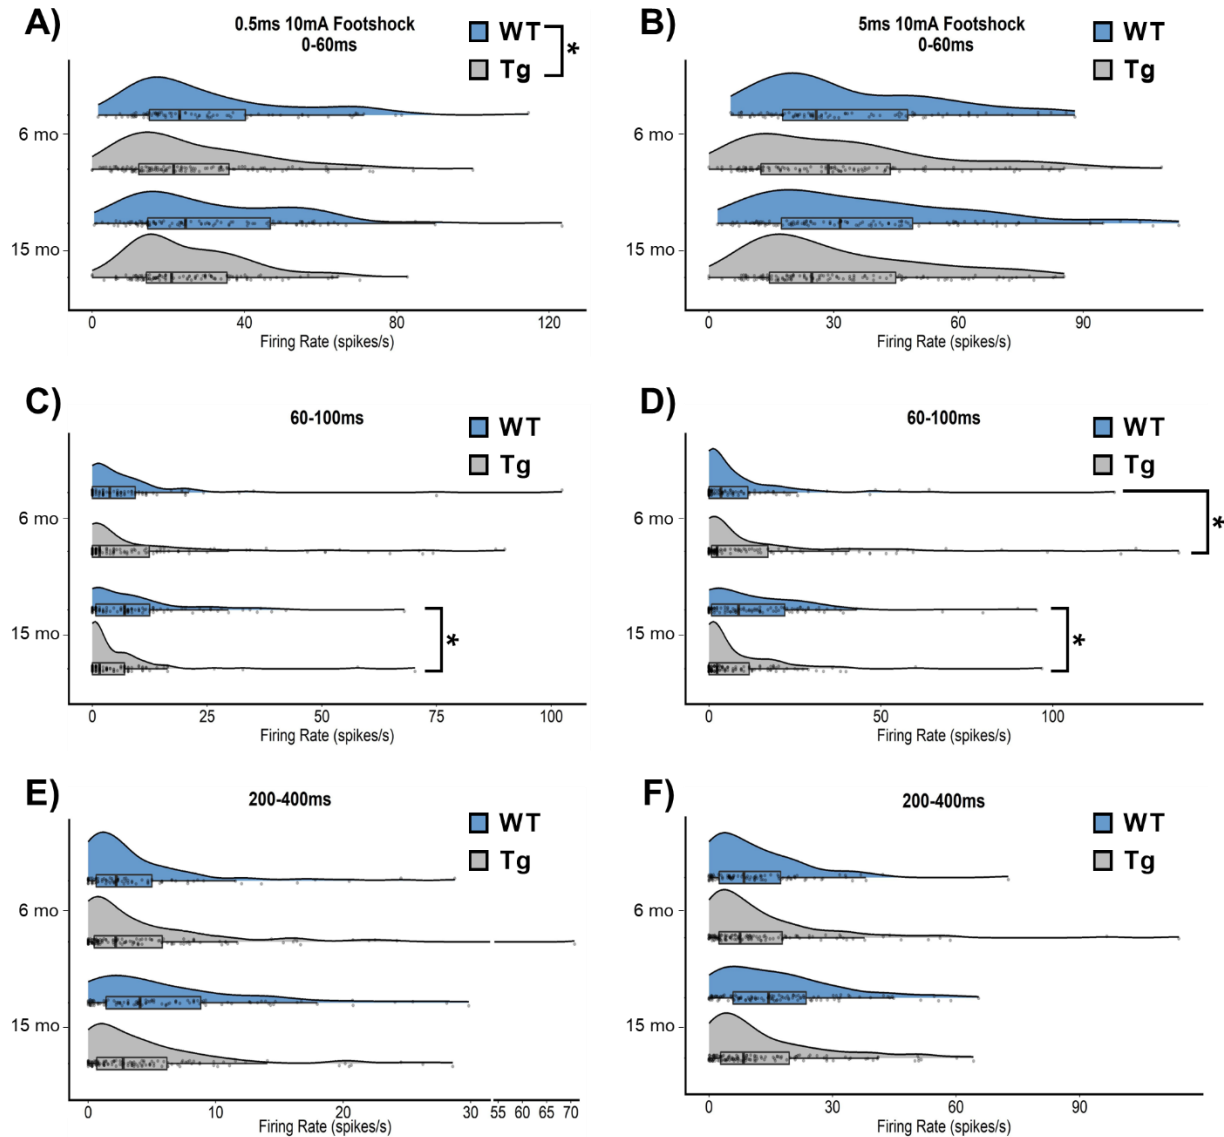 A)
0.5ms 10mA Footshock
0-60ms
WT
Tg
*
6 mo
15 mo
0 40 80 120
Firing Rate (spikes/s)
B)
5ms 10mA Footshock
0-60ms
WT
Tg
6 mo
15 mo
0 30 60 90
Firing Rate (spikes/s)
C)
60-100ms
WT
Tg
6 mo
15 mo
*
0 25 50 75 100
Firing Rate (spikes/s)
D)
60-100ms
WT
Tg
*
6 mo
15 mo
*
0 50 100
Firing Rate (spikes/s)
E)
200-400ms
WT
Tg
6 mo
15 mo
0 10 20 30 55 60 65 70
Firing Rate (spikes/s)
F)
200-400ms
WT
Tg
6 mo
15 mo
0 30 60 90
Firing Rate (spikes/s)